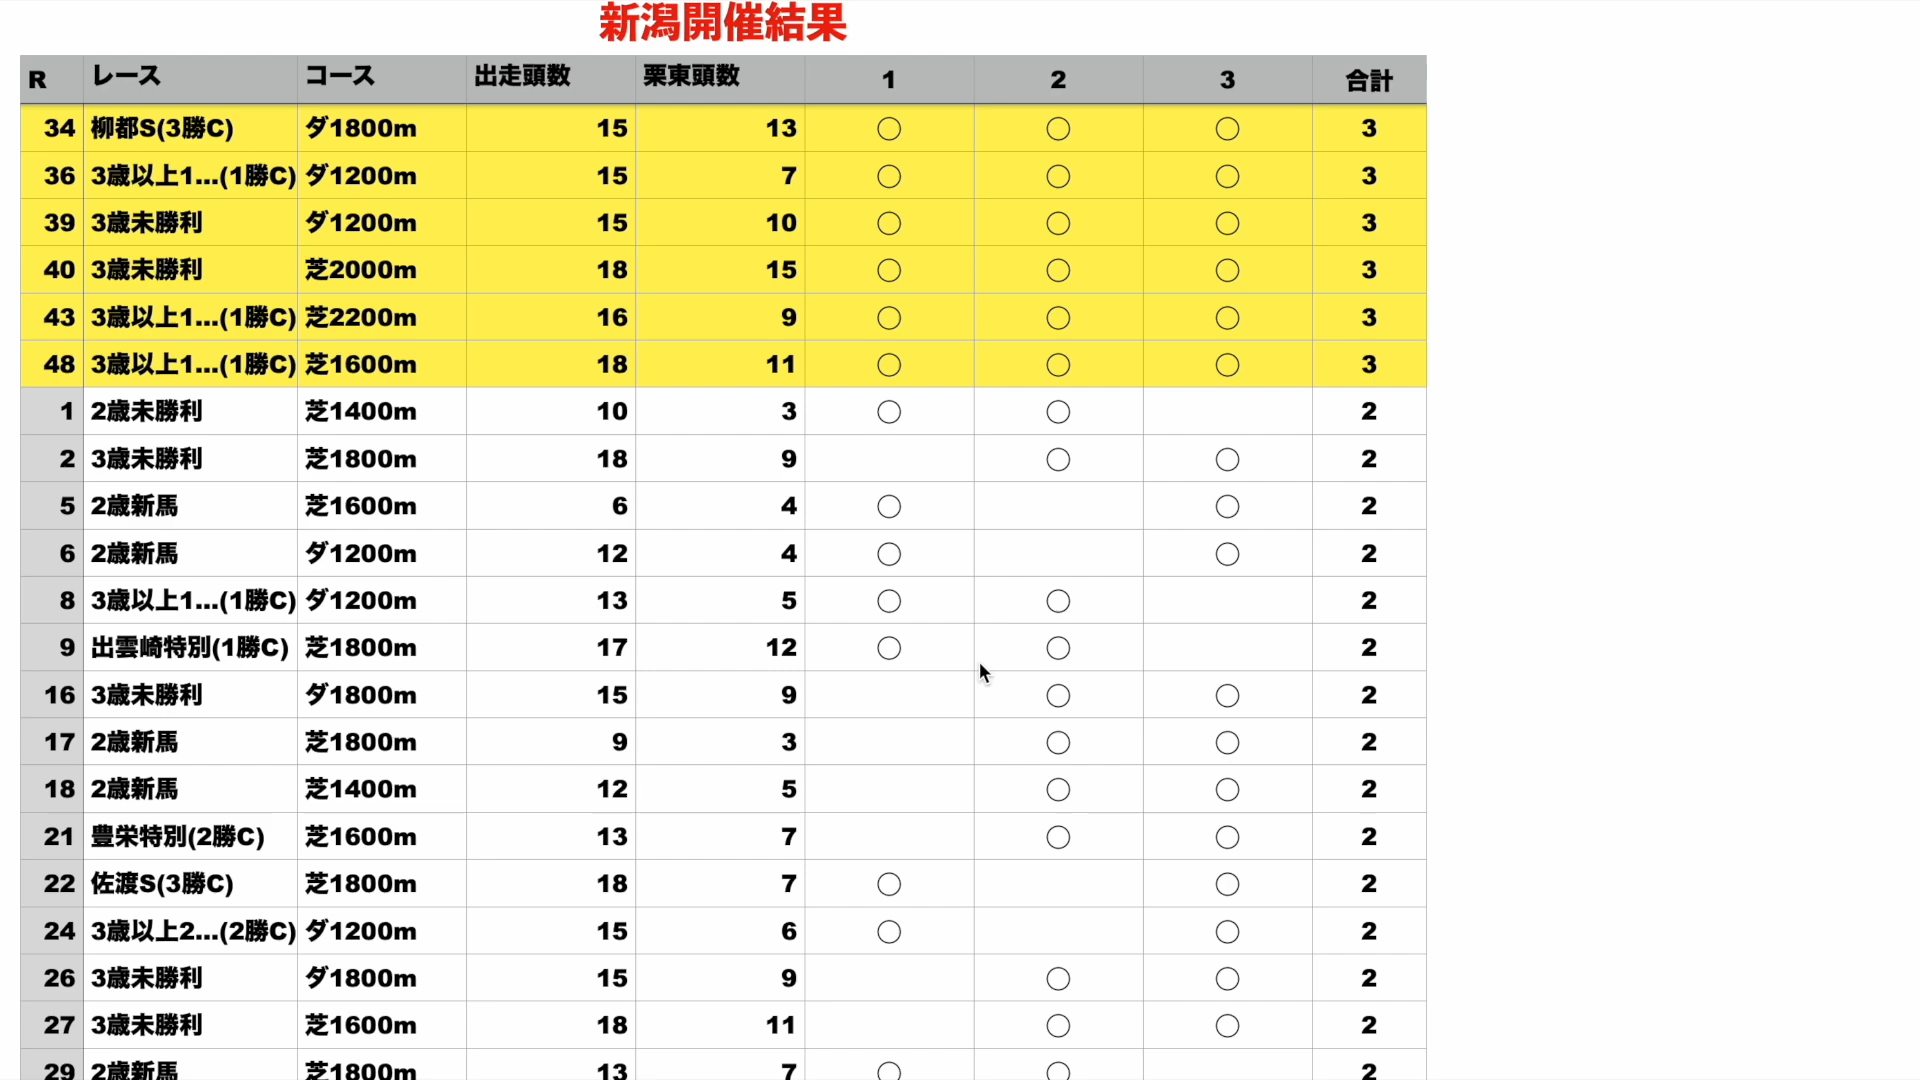 新潟開催結果
R レース コース 出走頭数 栗東頭数 1 2 3 合計
34 柳都S(3勝C) ダ1800m 15 13 ◯ ◯ ◯ 3
36 3歳以上1...(1勝C) ダ1200m 15 7 ◯ ◯ ◯ 3
39 3歳未勝利 ダ1200m 15 10 ◯ ◯ ◯ 3
40 3歳未勝利 芝2000m 18 15 ◯ ◯ ◯ 3
43 3歳以上1...(1勝C) 芝2200m 16 9 ◯ ◯ ◯ 3
48 3歳以上1...(1勝C) 芝1600m 18 11 ◯ ◯ ◯ 3
1 2歳未勝利 芝1400m 10 3 ◯ ◯ 2
2 3歳未勝利 芝1800m 18 9 ◯ ◯ 2
5 2歳新馬 芝1600m 6 4 ◯ ◯ 2
6 2歳新馬 ダ1200m 12 4 ◯ ◯ 2
8 3歳以上1...(1勝C) ダ1200m 13 5 ◯ ◯ 2
9 出雲崎特別(1勝C) 芝1800m 17 12 ◯ ◯ 2
16 3歳未勝利 ダ1800m 15 9 ◯ ◯ 2
17 2歳新馬 芝1800m 9 3 ◯ ◯ 2
18 2歳新馬 芝1400m 12 5 ◯ ◯ 2
21 豊栄特別(2勝C) 芝1600m 13 7 ◯ ◯ 2
22 佐渡S(3勝C) 芝1800m 18 7 ◯ ◯ 2
24 3歳以上2...(2勝C) ダ1200m 15 6 ◯ ◯ 2
26 3歳未勝利 ダ1800m 15 9 ◯ ◯ 2
27 3歳未勝利 芝1600m 18 11 ◯ ◯ 2
29 2歳新馬 芝1800m 13 7 ◯ ◯ 2